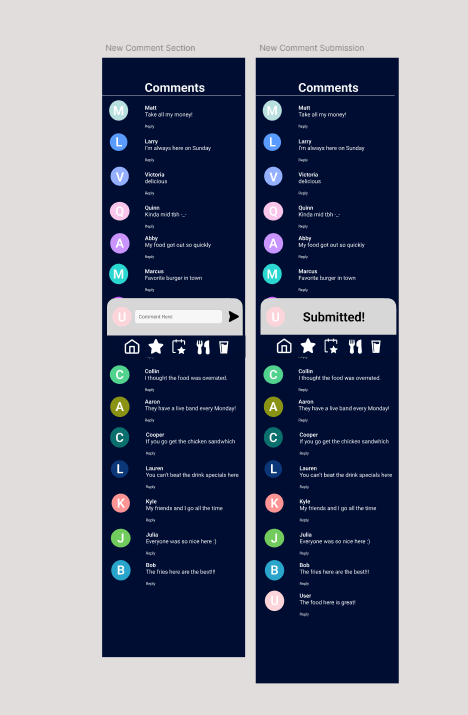 New Comment Section
Comments
M
Matt
Take all my money!
Reply
L
Larry
I'm always here on Sunday
Reply
V
Victoria
delicious
Reply
Q
Quinn
Kinda mid tbh -_-
Reply
A
Abby
My food got out so quickly
Reply
M
Marcus
Favorite burger in town
Reply
U
Comment Here
C
Collin
I thought the food was overrated.
Reply
A
Aaron
They have a live band every Monday!
Reply
C
Cooper
If you go get the chicken sandwhich
Reply
L
Lauren
You can't beat the drink specials here
Reply
K
Kyle
My friends and I go all the time
Reply
J
Julia
Everyone was so nice here :)
Reply
B
Bob
The fries here are the best!!!
Reply
New Comment Submission
Comments
M
Matt
Take all my money!
Reply
L
Larry
I'm always here on Sunday
Reply
V
Victoria
delicious
Reply
Q
Quinn
Kinda mid tbh -_-
Reply
A
Abby
My food got out so quickly
Reply
M
Marcus
Favorite burger in town
Reply
U
Submitted!
C
Collin
I thought the food was overrated.
Reply
A
Aaron
They have a live band every Monday!
Reply
C
Cooper
If you go get the chicken sandwhich
Reply
L
Lauren
You can't beat the drink specials here
Reply
K
Kyle
My friends and I go all the time
Reply
J
Julia
Everyone was so nice here :)
Reply
B
Bob
The fries here are the best!!!
Reply
U
User
The food here is great!
Reply